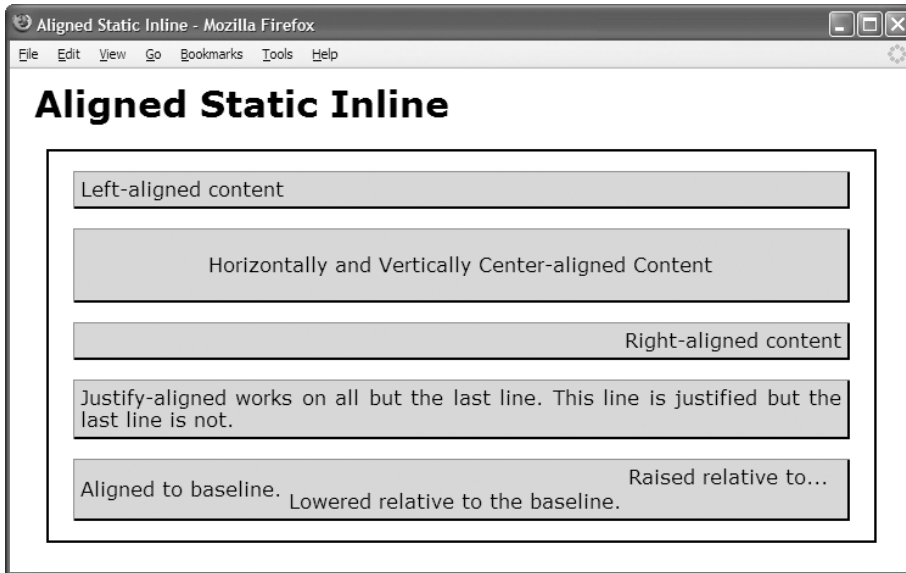 Aligned Static Inline - Mozilla Firefox
File Edit View Go Bookmarks Tools Help
Aligned Static Inline
Left-aligned content
Horizontally and Vertically Center-aligned Content
Right-aligned content
Justify-aligned works on all but the last line. This line is justified but the
last line is not.
Aligned to baseline. Lowered relative to the baseline. Raised relative to...